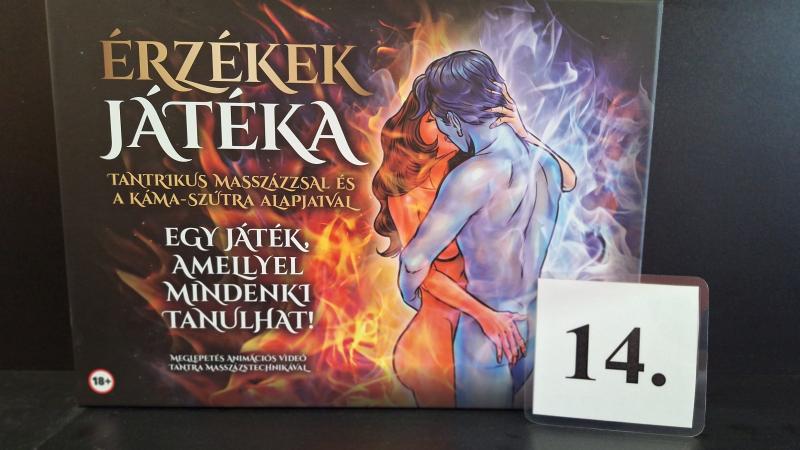 ÉRZÉKEK
JÁTÉKA
TANTRIKUS MASSZÁZZSAL ÉS
A KÁMA-SZÚTRA ALAPJAIVAL
EGY JÁTÉK,
AMELLYEL
MINDENKI
TANULHAT!
MEGLEPETÉS ANIMÁCIÓS VIDEÓ
TANTRA MASSZÁZSTECHNIKÁVAL
18+
14.